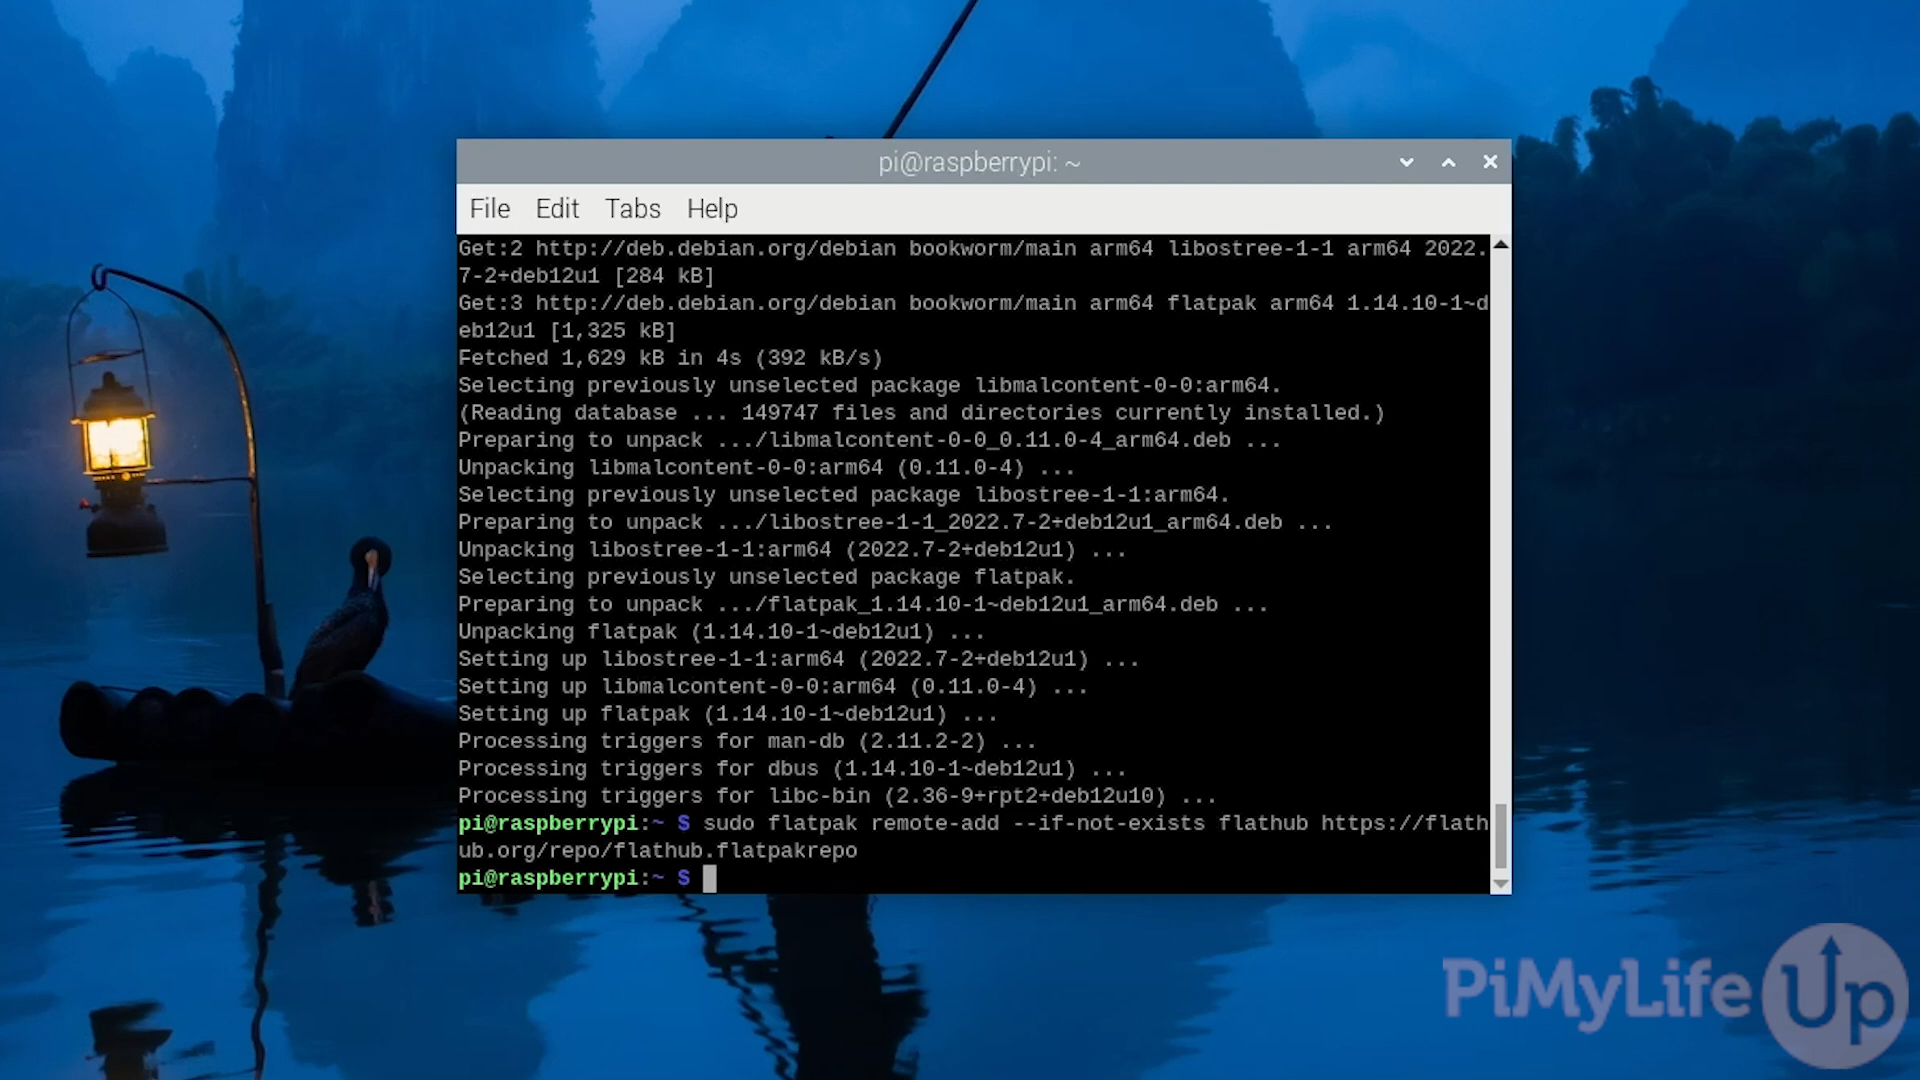 pi@raspberrypi: ~
File Edit Tabs Help
Get:2 http://deb.debian.org/debian bookworm/main arm64 libostree-1-1 arm64 2022.
7-2+deb12u1 [284 kB]
Get:3 http://deb.debian.org/debian bookworm/main arm64 flatpak arm64 1.14.10-1~d
eb12u1 [1,325 kB]
Fetched 1,629 kB in 4s (392 kB/s)
Selecting previously unselected package libmalcontent-0-0:arm64.
(Reading database ... 149747 files and directories currently installed.)
Preparing to unpack .../libmalcontent-0-0_0.11.0-4_arm64.deb ...
Unpacking libmalcontent-0-0:arm64 (0.11.0-4) ...
Selecting previously unselected package libostree-1-1:arm64.
Preparing to unpack .../libostree-1-1_2022.7-2+deb12u1_arm64.deb ...
Unpacking libostree-1-1:arm64 (2022.7-2+deb12u1) ...
Selecting previously unselected package flatpak.
Preparing to unpack .../flatpak_1.14.10-1~deb12u1_arm64.deb ...
Unpacking flatpak (1.14.10-1~deb12u1) ...
Setting up libostree-1-1:arm64 (2022.7-2+deb12u1) ...
Setting up libmalcontent-0-0:arm64 (0.11.0-4) ...
Setting up flatpak (1.14.10-1~deb12u1) ...
Processing triggers for man-db (2.11.2-2) ...
Processing triggers for dbus (1.14.10-1~deb12u1) ...
Processing triggers for libc-bin (2.36-9+rpt2+deb12u10) ...
pi@raspberrypi:~ $ sudo flatpak remote-add --if-not-exists flathub https://flath
ub.org/repo/flathub.flatpakrepo
pi@raspberrypi:~ $
PiMyLifeUp